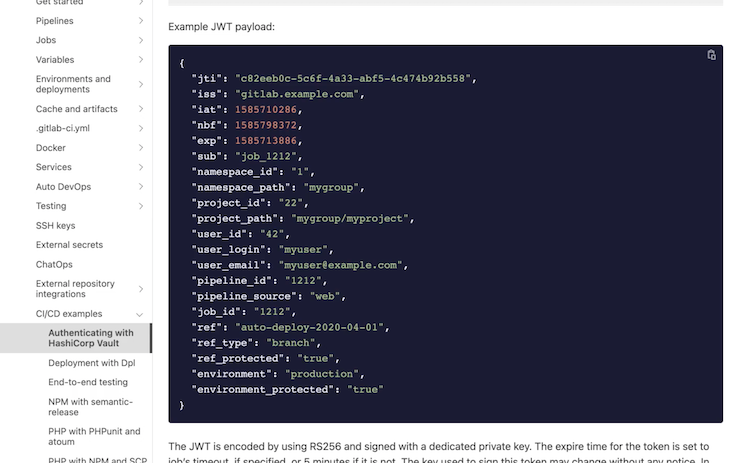 Get started
Pipelines
Jobs
Variables
Environments and
deployments
Cache and artifacts
.gitlab-ci.yml
Docker
Services
Auto DevOps
Testing
SSH keys
External secrets
ChatOps
External repository
integrations
CI/CD examples
Authenticating with
HashiCorp Vault
Deployment with Dpl
End-to-end testing
NPM with semantic-
release
PHP with PHPunit and
atoum
PHP with NPM and SCP
Example JWT payload:
{
"jti": "c82eeb0c-5c6f-4a33-abf5-4c474b92b558",
"iss": "gitlab.example.com",
"iat": 1585710286,
"nbf": 1585798372,
"exp": 1585713886,
"sub": "job_1212",
"namespace_id": "1",
"namespace_path": "mygroup",
"project_id": "22",
"project_path": "mygroup/myproject",
"user_id": "42",
"user_login": "myuser",
"user_email": "myuser@example.com",
"pipeline_id": "1212",
"pipeline_source": "web",
"job_id": "1212",
"ref": "auto-deploy-2020-04-01",
"ref_type": "branch",
"ref_protected": "true",
"environment": "production",
"environment_protected": "true"
}
The JWT is encoded by using RS256 and signed with a dedicated private key. The expire time for the token is set to
job's timeout, if specified, or 5 minutes if it is not. The key used to sign this token may change without any notice. In